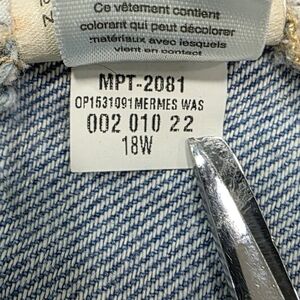 Ce vêtement contient
colorant qui peut décolorer
matériaux avec lesquels
vient en contact
MPT-2081
OP1531091MERMES WAS
002 010 22
18W